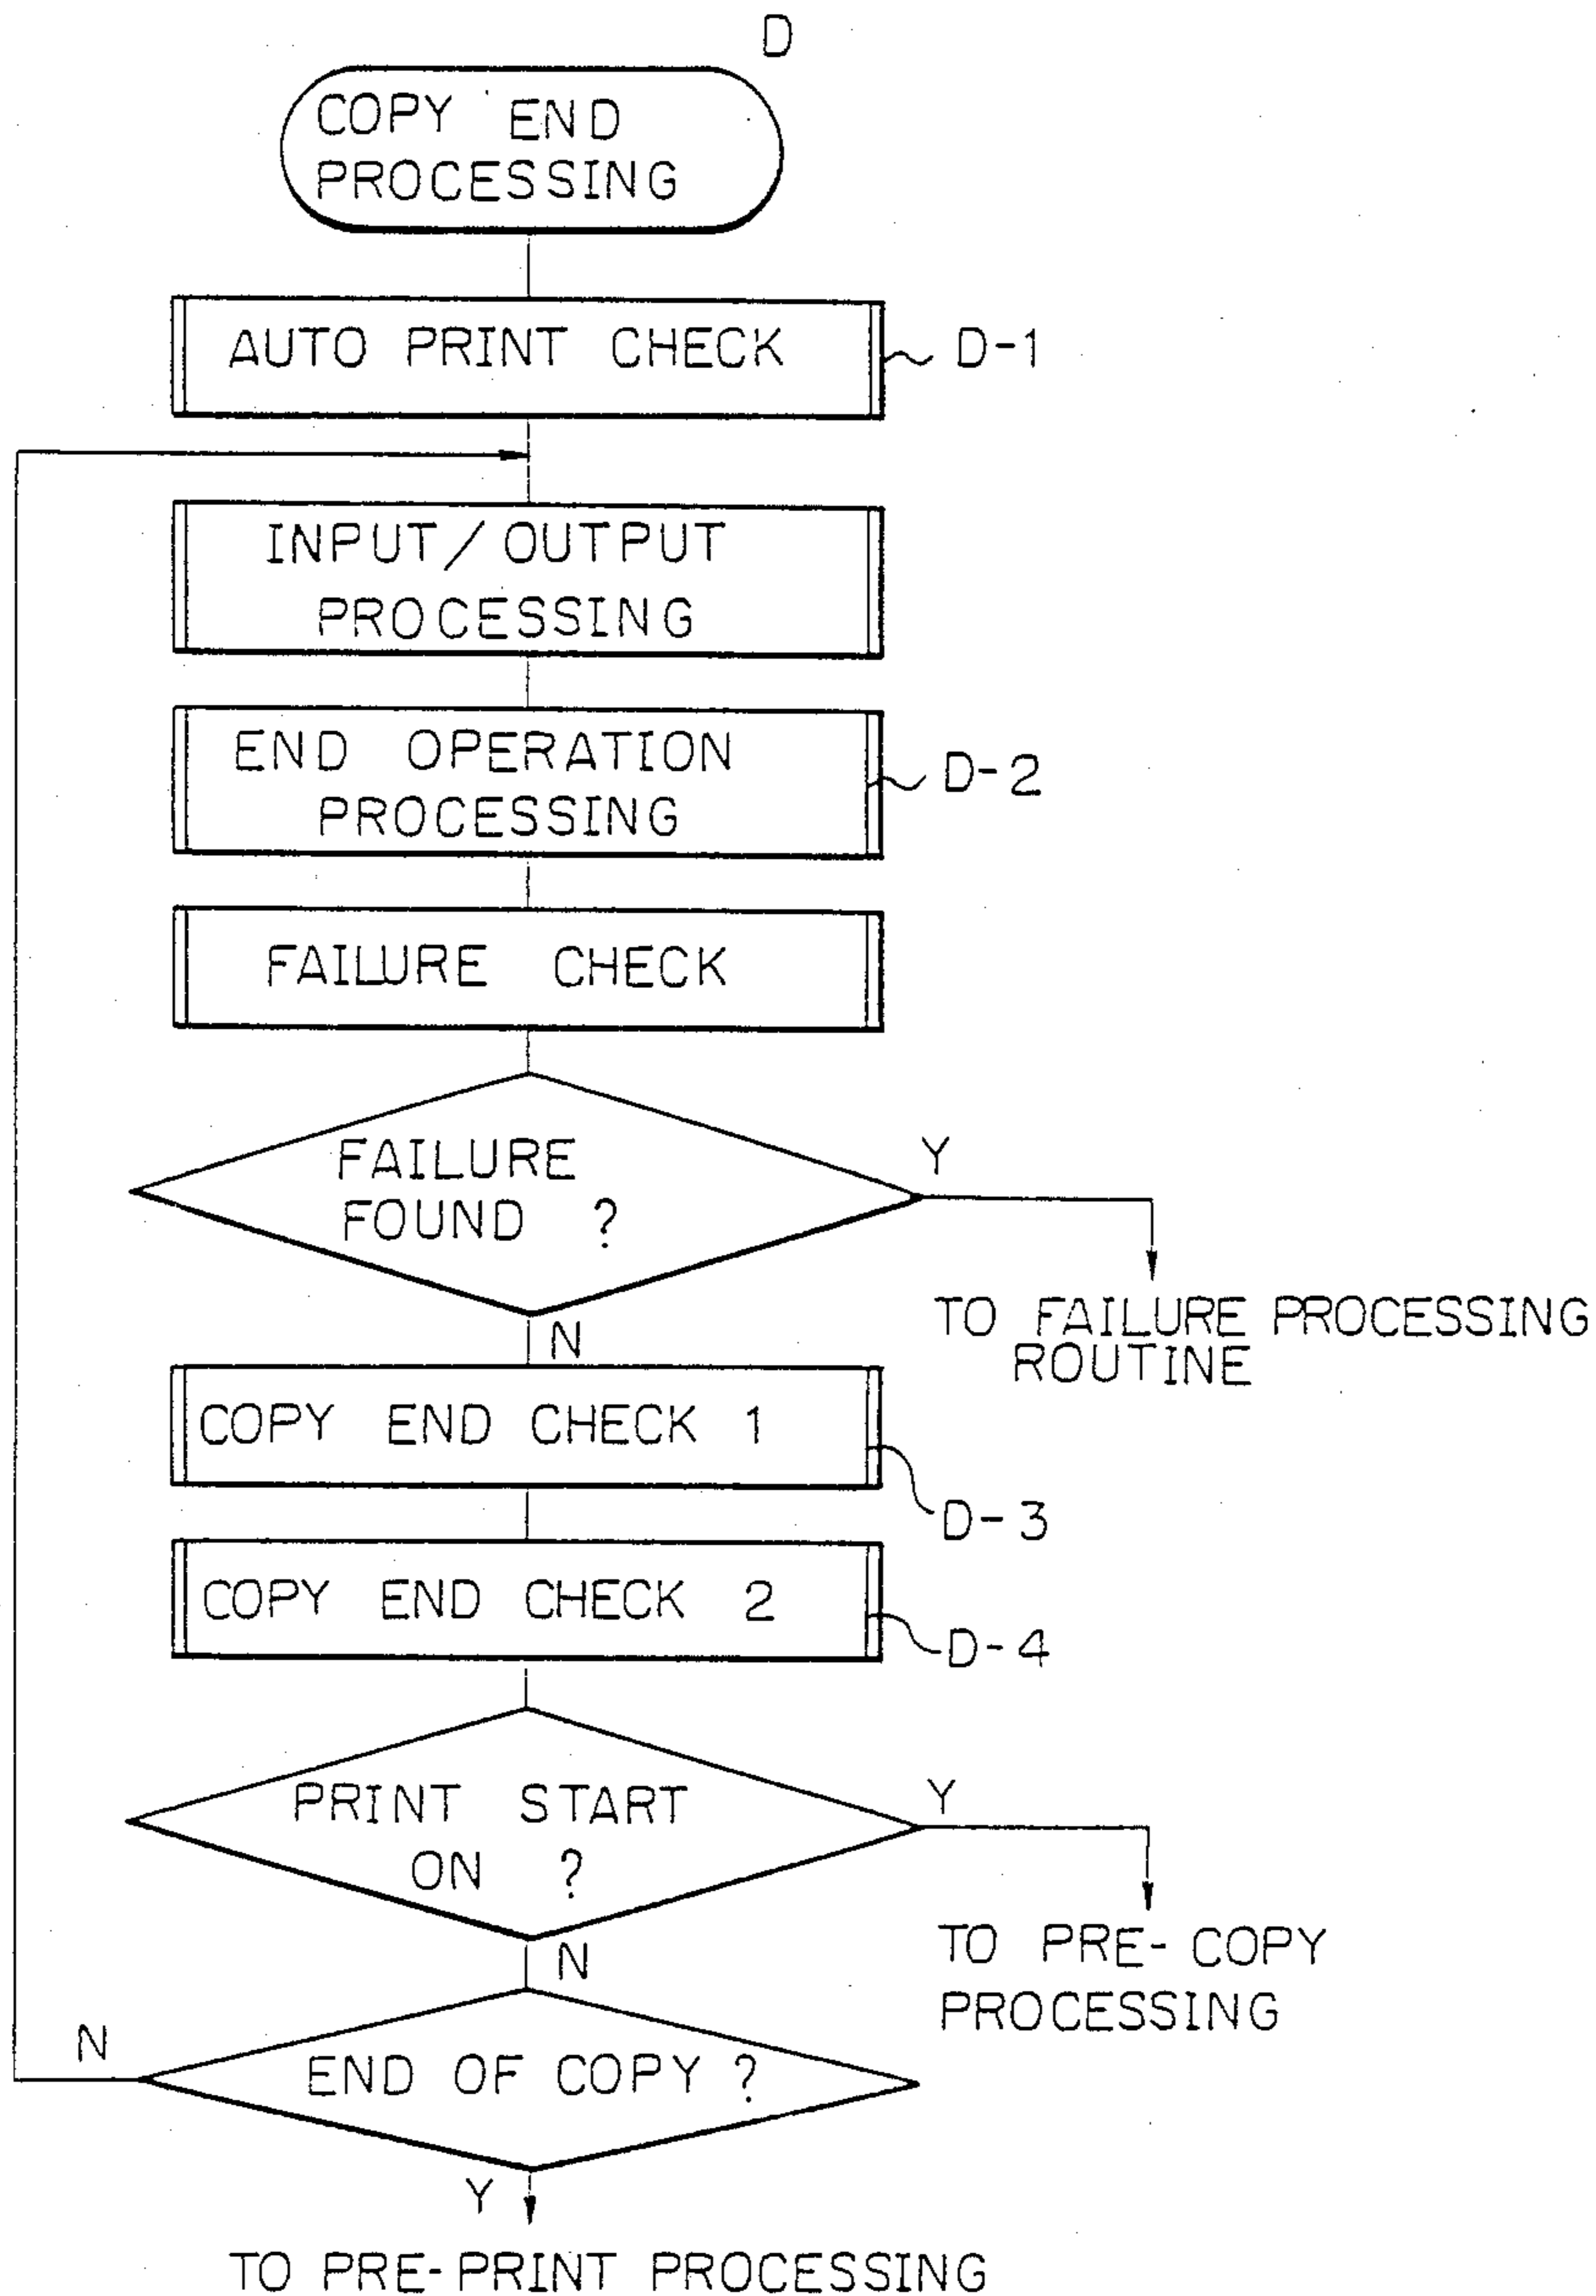 D
COPY END
PROCESSING
AUTO PRINT CHECK
D-1
INPUT/OUTPUT
PROCESSING
END OPERATION
PROCESSING
D-2
FAILURE CHECK
FAILURE
FOUND ?
Y
TO FAILURE PROCESSING
ROUTINE
N
COPY END CHECK 1
D-3
COPY END CHECK 2
D-4
PRINT START
ON ?
Y
TO PRE-COPY
PROCESSING
N
END OF COPY ?
N
Y
TO PRE-PRINT PROCESSING